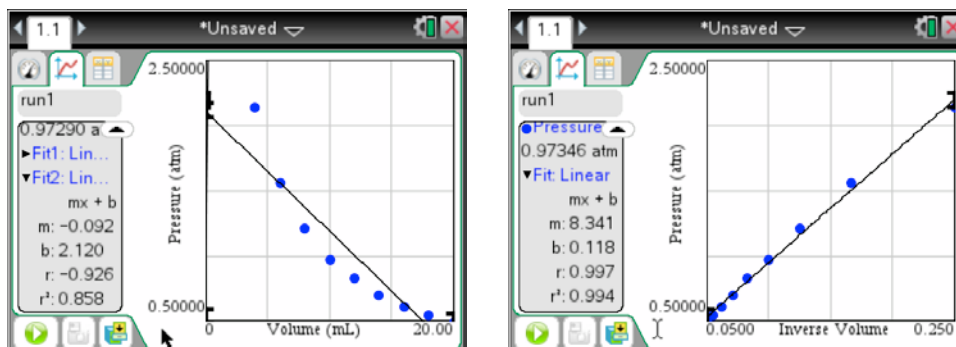 1.1
*Unsaved
run1
0.97290 a
Fit1: Lin...
Fit2: Lin...
mx + b
m: -0.092
b: 2.120
r: -0.926
r²: 0.858
2.50000
Pressure (atm)
0.50000
0
Volume (mL)
20.00
1.1
*Unsaved
run1
Pressure
0.97346 atm
Fit: Linear
mx + b
m: 8.341
b: 0.118
r: 0.997
r²: 0.994
2.50000
Pressure (atm)
0.50000
0.0500
Inverse Volume
0.250